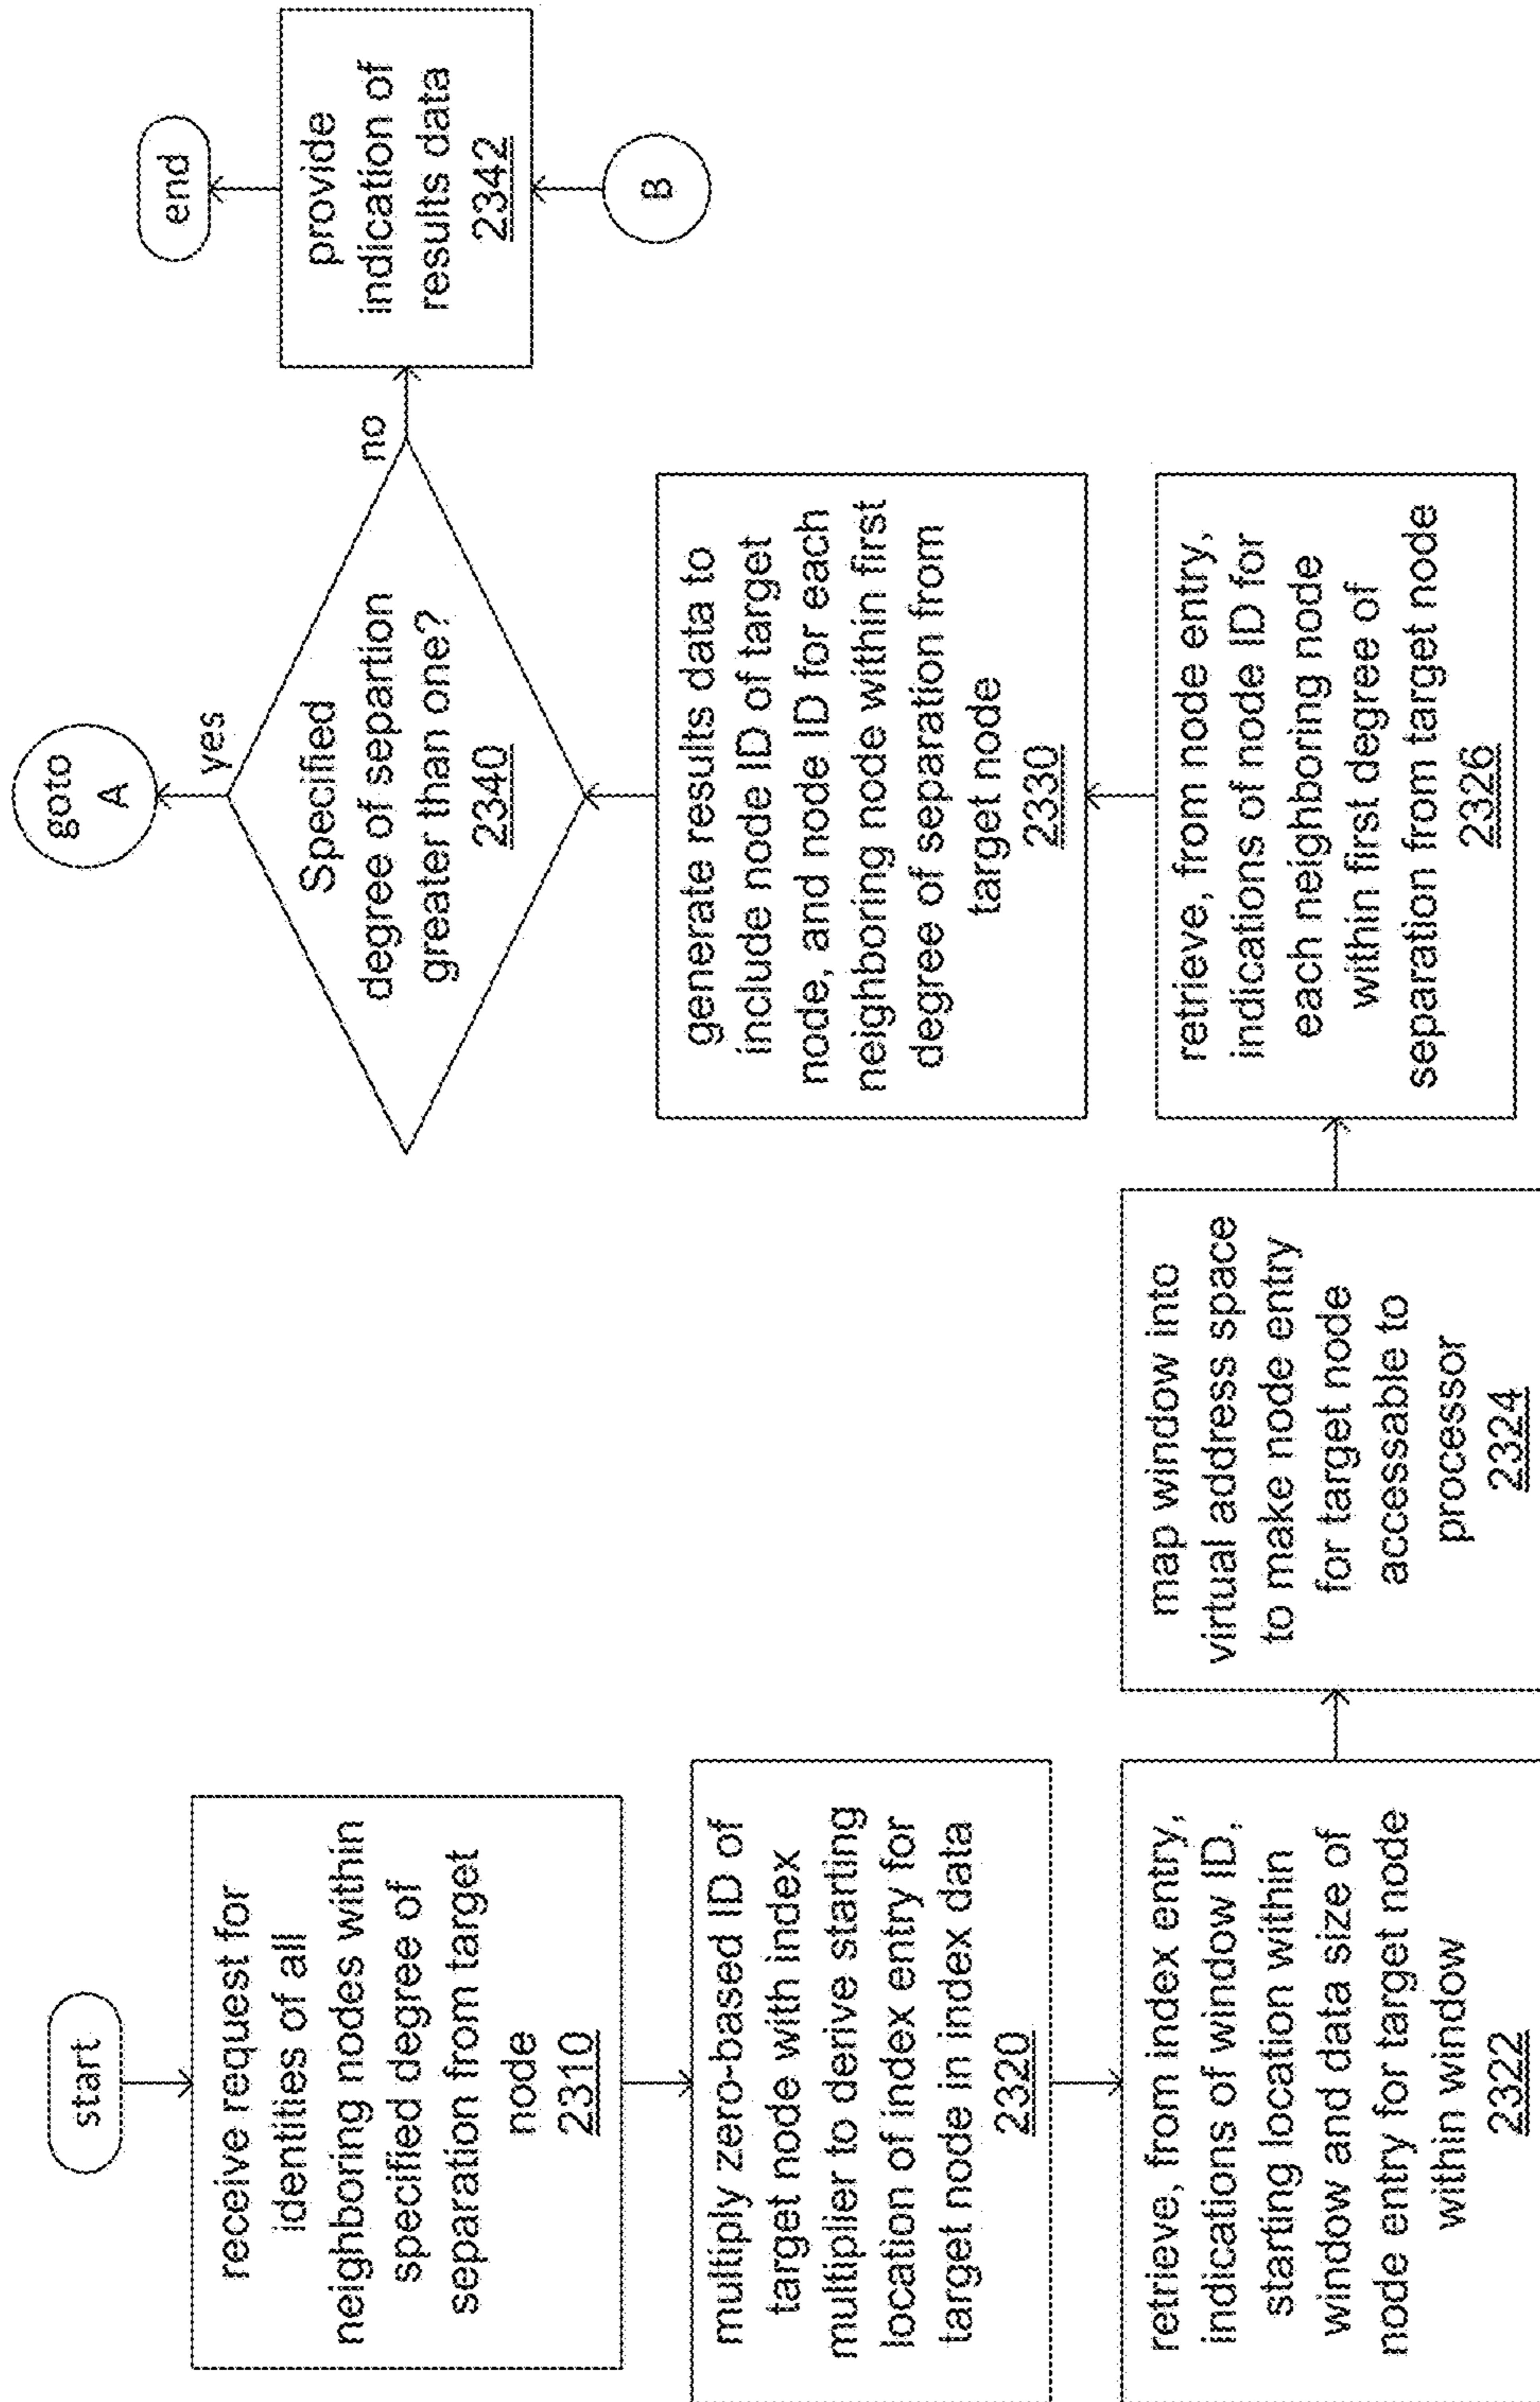 start
receive request for
identities of all
neighboring nodes within
specified degree of
separation from target
node
2310
multiply zero-based ID of
target node with index
multiplier to derive starting
location of index entry for
target node in index data
2320
retrieve, from index entry,
indications of window ID,
starting location within
window and data size of
node entry for target node
within window
2322
map window into
virtual address space
to make node entry
for target node
accessable to
processor
2324
retrieve, from node entry,
indications of node ID for
each neighboring node
within first degree of
separation from target node
2326
generate results data to
include node ID of target
node, and node ID for each
neighboring node within first
degree of separation from
target node
2330
Specified
degree of separtion
greater than one?
2340
yes
goto
A
no
provide
indication of
results data
2342
B
end